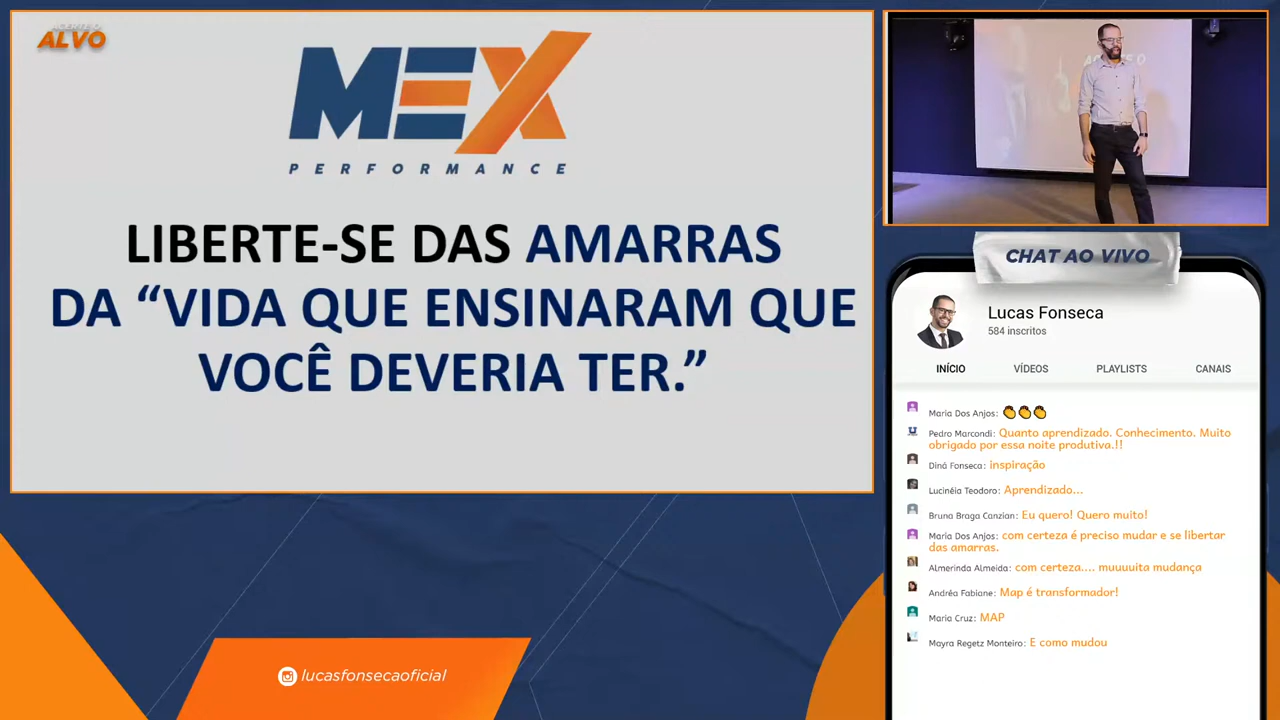 ACERTE O
ALVO
MEX
PERFORMANCE
LIBERTE-SE DAS AMARRAS
DA “VIDA QUE ENSINARAM QUE
VOCÊ DEVERIA TER.”
lucasfonsecaoficial
CHAT AO VIVO
Lucas Fonseca
584 inscritos
INÍCIO VÍDEOS PLAYLISTS CANAIS
Maria Dos Anjos: 👏👏👏
Pedro Marcondi: Quanto aprendizado. Conhecimento. Muito
obrigado por essa noite produtiva.!!
Diná Fonseca: inspiração
Lucinéia Teodoro: Aprendizado...
Bruna Braga Canzian: Eu quero! Quero muito!
Maria Dos Anjos: com certeza é preciso mudar e se libertar
das amarras.
Almerinda Almeida: com certeza.... muuuuita mudança
Andréa Fabiane: Map é transformador!
Maria Cruz: MAP
Mayra Regetz Monteiro: E como mudou